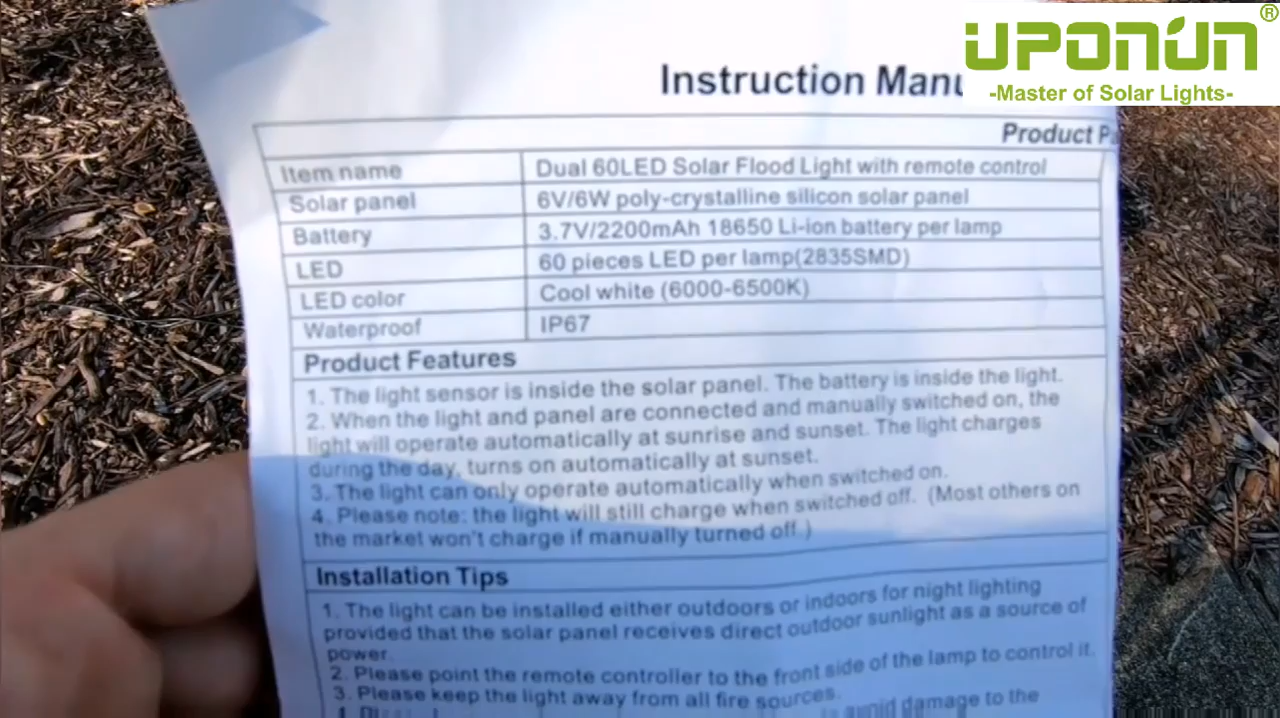 UPONUN®
-Master of Solar Lights-
Instruction Manu
Product P
Item name Dual 60LED Solar Flood Light with remote control
Solar panel 6V/6W poly-crystalline silicon solar panel
Battery 3.7V/2200mAh 18650 Li-ion battery per lamp
LED 60 pieces LED per lamp(2835SMD)
LED color Cool white (6000-6500K)
Waterproof IP67
Product Features
1. The light sensor is inside the solar panel. The battery is inside the light.
2. When the light and panel are connected and manually switched on, the
light will operate automatically at sunrise and sunset. The light charges
during the day, turns on automatically at sunset.
3. The light can only operate automatically when switched on.
4. Please note: the light will still charge when switched off. (Most others on
the market won't charge if manually turned off.)
Installation Tips
1. The light can be installed either outdoors or indoors for night lighting
provided that the solar panel receives direct outdoor sunlight as a source of
power.
2. Please point the remote controller to the front side of the lamp to control it.
3. Please keep the light away from all fire sources.
avoid damage to the